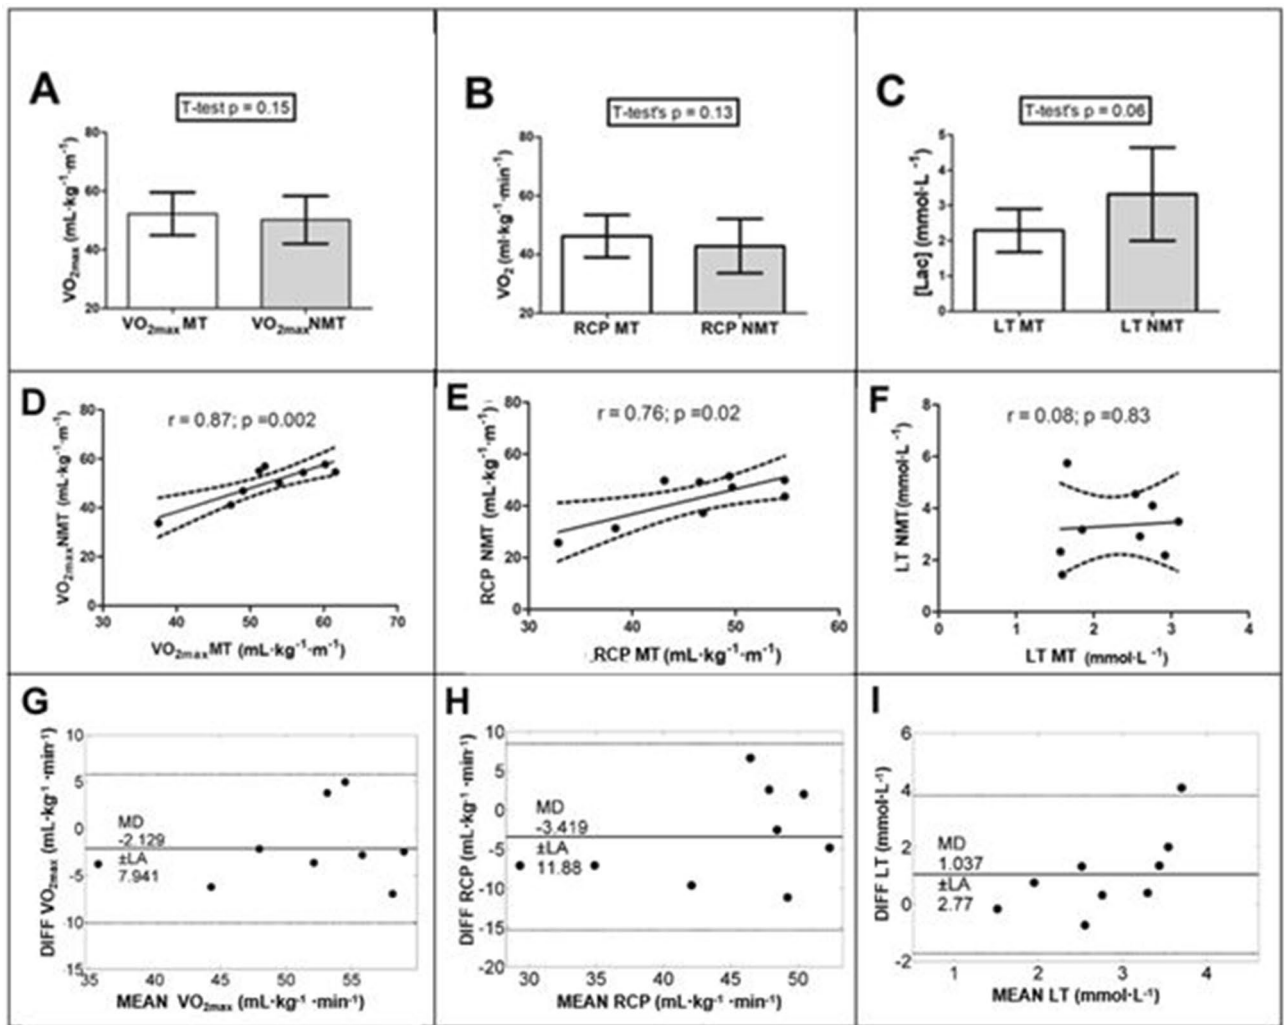 A
T-test p = 0.15
VO2max (mL·kg-1·m-1)
80
60
40
20
VO2max MT
VO2maxNMT
B
T-test's p = 0.13
VO2 (ml·kg-1·min-1)
80
60
40
20
RCP MT
RCP NMT
C
T-test's p = 0.06
[Lac] (mmol·L -1)
5
4
3
2
1
0
LT MT
LT NMT
D
r = 0.87; p =0.002
VO2maxNMT (mL·kg-1·m-1)
80
60
40
20
0
30
40
50
60
70
VO2maxMT (mL·kg-1·m-1)
E
r = 0.76; p =0.02
RCP NMT (mL·kg-1·m-1)
80
60
40
20
0
30
40
50
60
RCP MT (mL·kg-1·m-1)
F
r = 0.08; p =0.83
LT NMT(mmol·L -1)
8
6
4
2
0
0
1
2
3
4
LT MT (mmol·L -1)
G
DIFF VO2max (mL·kg-1 ·min-1)
10
5
0
-5
-10
-15
MD
-2.129
±LA
7.941
35
40
45
50
55
MEAN VO2max (mL·kg-1 ·min-1)
H
DIFF RCP (mL·kg-1 ·min-1)
10
5
0
-5
-10
-15
-20
MD
-3.419
±LA
11.88
30
35
40
45
50
MEAN RCP (mL·kg-1 ·min-1)
I
DIFF LT (mmol·L-1)
6
4
2
0
-2
MD
1.037
±LA
2.77
1
2
3
4
MEAN LT (mmol·L-1)